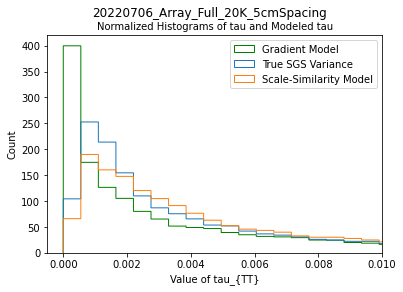 20220706_Array_Full_20K_5cmSpacing
Normalized Histograms of tau and Modeled tau
Gradient Model
True SGS Variance
Scale-Similarity Model
Count
400
350
300
250
200
150
100
50
0
0.000 0.002 0.004 0.006 0.008 0.010
Value of tau_{TT}